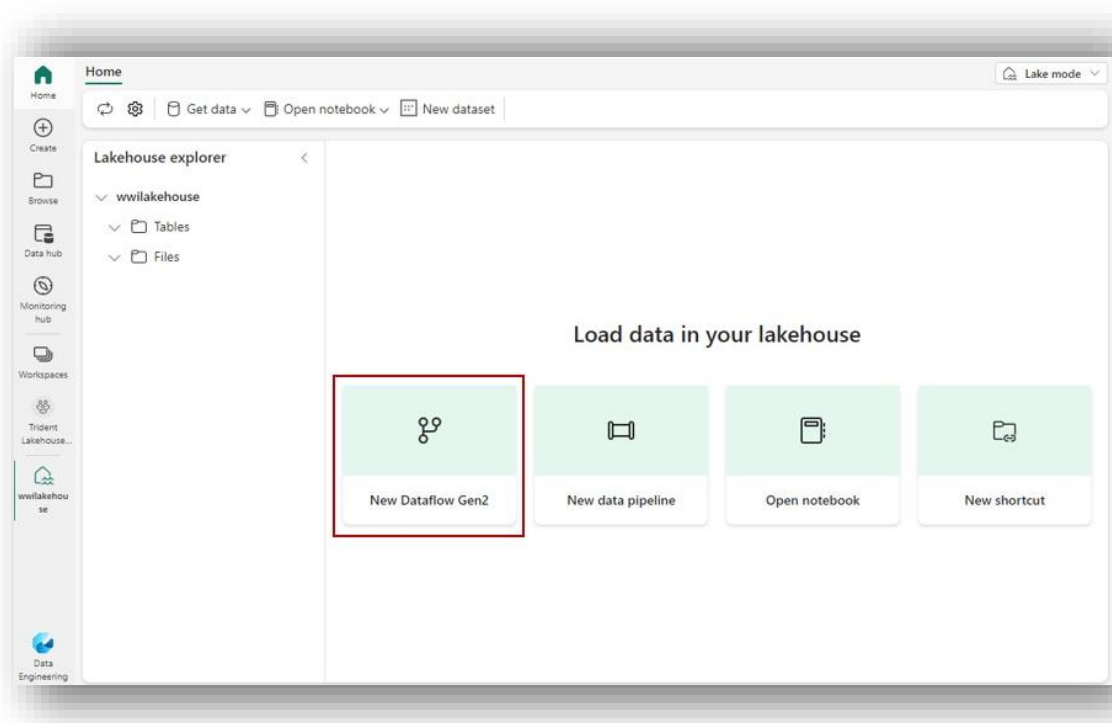 Home
Lake mode
Home
Get data
Open notebook
New dataset
Create
Lakehouse explorer
Browse
wwilakehouse
Tables
Files
Data hub
Monitoring
hub
Workspaces
Trident
Lakehouse...
wwilakehou
se
Load data in your lakehouse
New Dataflow Gen2
New data pipeline
Open notebook
New shortcut
Data
Engineering